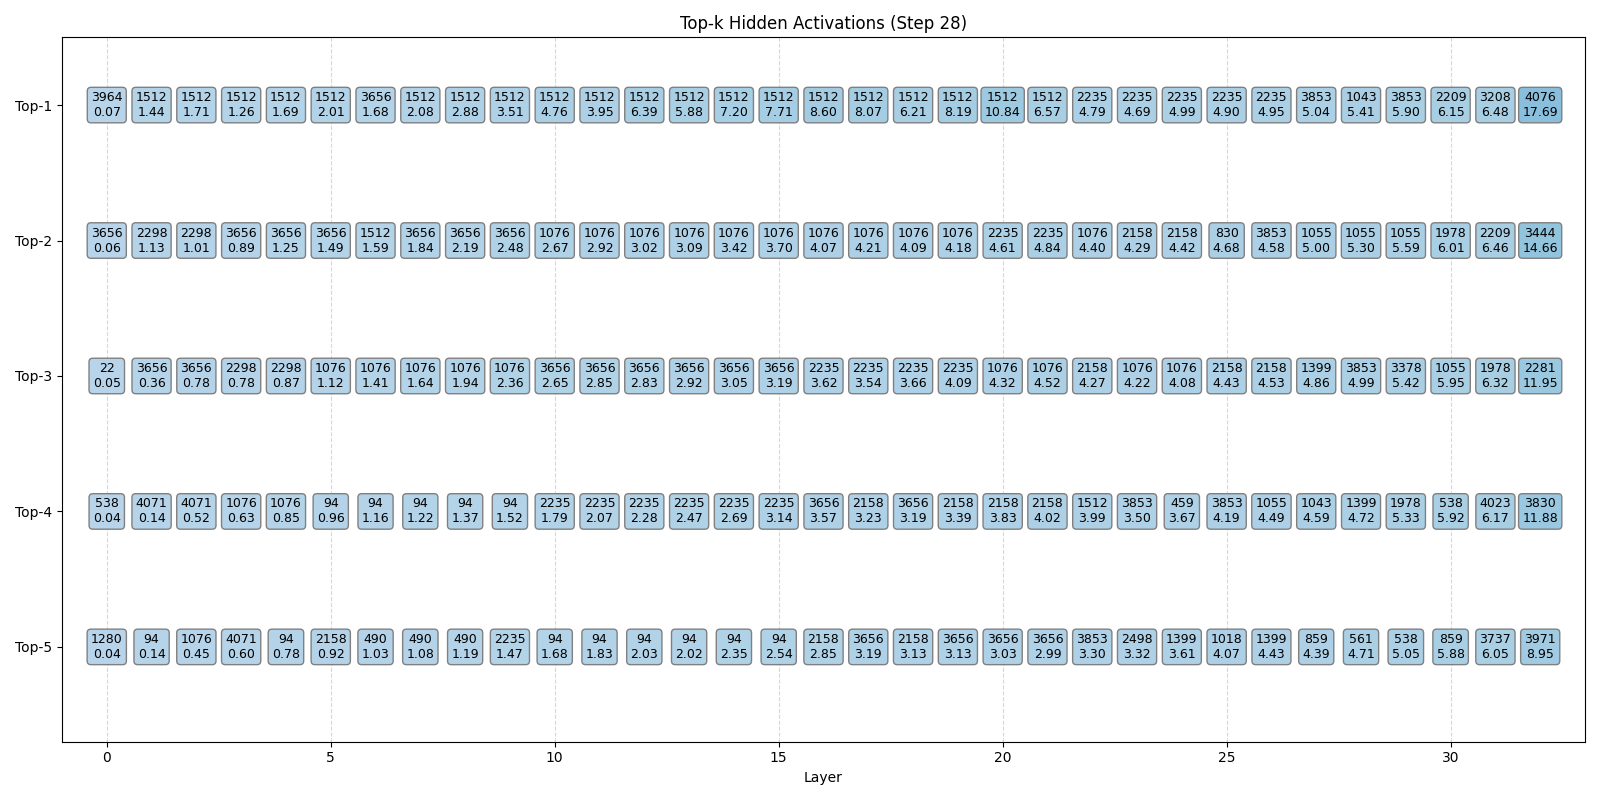 Top-k Hidden Activations (Step 28)
Top-1
3964 1512 1512 1512 1512 1512 3656 1512 1512 1512 1512 1512 1512 1512 1512 1512 1512 1512 1512 1512 1512 1512 2235 2235 2235 2235 2235 3853 1043 3853 2209 3208 4076
0.07 1.44 1.71 1.26 1.69 2.01 1.68 2.08 2.88 3.51 4.76 3.95 6.39 5.88 7.20 7.71 8.60 8.07 6.21 8.19 10.84 6.57 4.79 4.69 4.99 4.90 4.95 5.04 5.41 5.90 6.15 6.48 17.69
Top-2
3656 2298 2298 3656 3656 3656 1512 3656 3656 3656 1076 1076 1076 1076 1076 1076 1076 1076 1076 1076 2235 2235 1076 2158 2158 830 3853 1055 1055 1055 1978 2209 3444
0.06 1.13 1.01 0.89 1.25 1.49 1.59 1.84 2.19 2.48 2.67 2.92 3.02 3.09 3.42 3.70 4.07 4.21 4.09 4.18 4.61 4.84 4.40 4.29 4.42 4.68 4.58 5.00 5.30 5.59 6.01 6.46 14.66
Top-3
22 3656 3656 2298 2298 1076 1076 1076 1076 1076 3656 3656 3656 3656 3656 3656 2235 2235 2235 2235 1076 1076 2158 1076 1076 2158 2158 1399 3853 3378 1055 1978 2281
0.05 0.36 0.78 0.78 0.87 1.12 1.41 1.64 1.94 2.36 2.65 2.85 2.83 2.92 3.05 3.19 3.62 3.54 3.66 4.09 4.32 4.52 4.27 4.22 4.08 4.43 4.53 4.86 4.99 5.42 5.95 6.32 11.95
Top-4
538 4071 4071 1076 1076 94 94 94 94 94 2235 2235 2235 2235 2235 2235 3656 2158 3656 2158 2158 2158 1512 3853 459 3853 1055 1043 1399 1978 538 4023 3830
0.04 0.14 0.52 0.63 0.85 0.96 1.16 1.22 1.37 1.52 1.79 2.07 2.28 2.47 2.69 3.14 3.57 3.23 3.19 3.39 3.83 4.02 3.99 3.50 3.67 4.19 4.49 4.59 4.72 5.33 5.92 6.17 11.88
Top-5
1280 94 1076 4071 94 2158 490 490 490 2235 94 94 94 94 94 94 2158 3656 2158 3656 3656 3656 3853 2498 1399 1018 1399 859 561 538 859 3737 3971
0.04 0.14 0.45 0.60 0.78 0.92 1.03 1.08 1.19 1.47 1.68 1.83 2.03 2.02 2.35 2.54 2.85 3.19 3.13 3.13 3.03 2.99 3.30 3.32 3.61 4.07 4.43 4.39 4.71 5.05 5.88 6.05 8.95
0 5 10 15 20 25 30
Layer